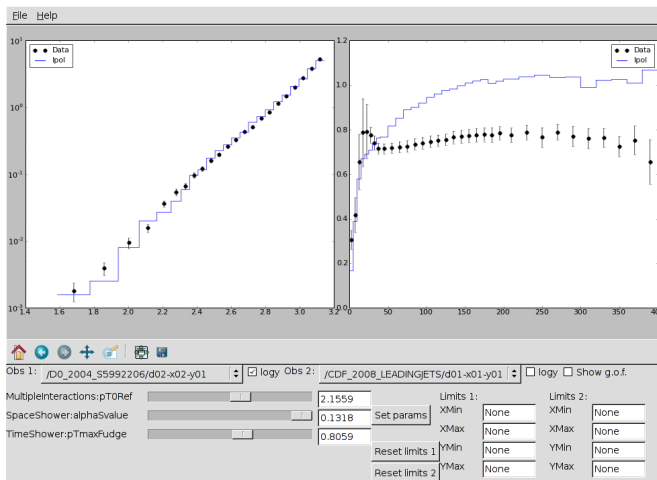 File Help
10^1
10^0
10^-1
10^-2
10^-3
Data
Ipol
1.4 1.6 1.8 2.0 2.2 2.4 2.6 2.8 3.0 3.2
1.2
1.0
0.8
0.6
0.4
0.2
0.0
Data
Ipol
0 50 100 150 200 250 300 350 400
Obs 1: /D0_2004_S5992206/d02-x02-y01 logy Obs 2: /CDF_2008_LEADINGJETS/d01-x01-y01 logy Show g.o.f.
MultipleInteractions:pT0Ref 2.1559
SpaceShower:alphaSvalue 0.1318 Set params
TimeShower:pTmaxFudge 0.8059
Reset limits 1
Reset limits 2
Limits 1:
XMin None
XMax None
YMin None
YMax None
Limits 2:
XMin None
XMax None
YMin None
YMax None